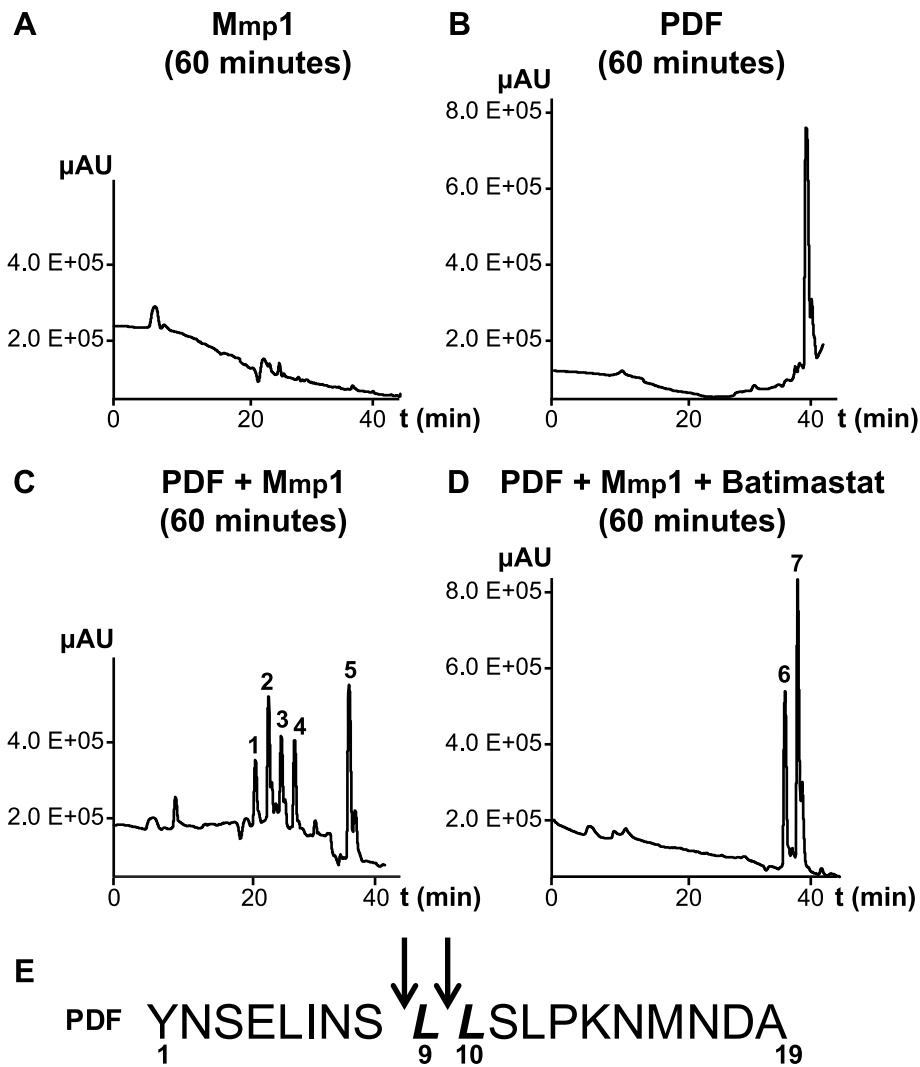 A Mmp1 (60 minutes)
µAU
4.0 E+05
2.0 E+05
0 20 40 t (min)
B PDF (60 minutes)
µAU
8.0 E+05
6.0 E+05
4.0 E+05
2.0 E+05
0 20 40 t (min)
C PDF + Mmp1 (60 minutes)
µAU
4.0 E+05
2.0 E+05
1 2 3 4 5
0 20 40 t (min)
D PDF + Mmp1 + Batimastat (60 minutes)
µAU
8.0 E+05
6.0 E+05
4.0 E+05
2.0 E+05
6 7
0 20 40 t (min)
E
PDF YNSELINS L LSLPKNMNDA
1 9 10 19